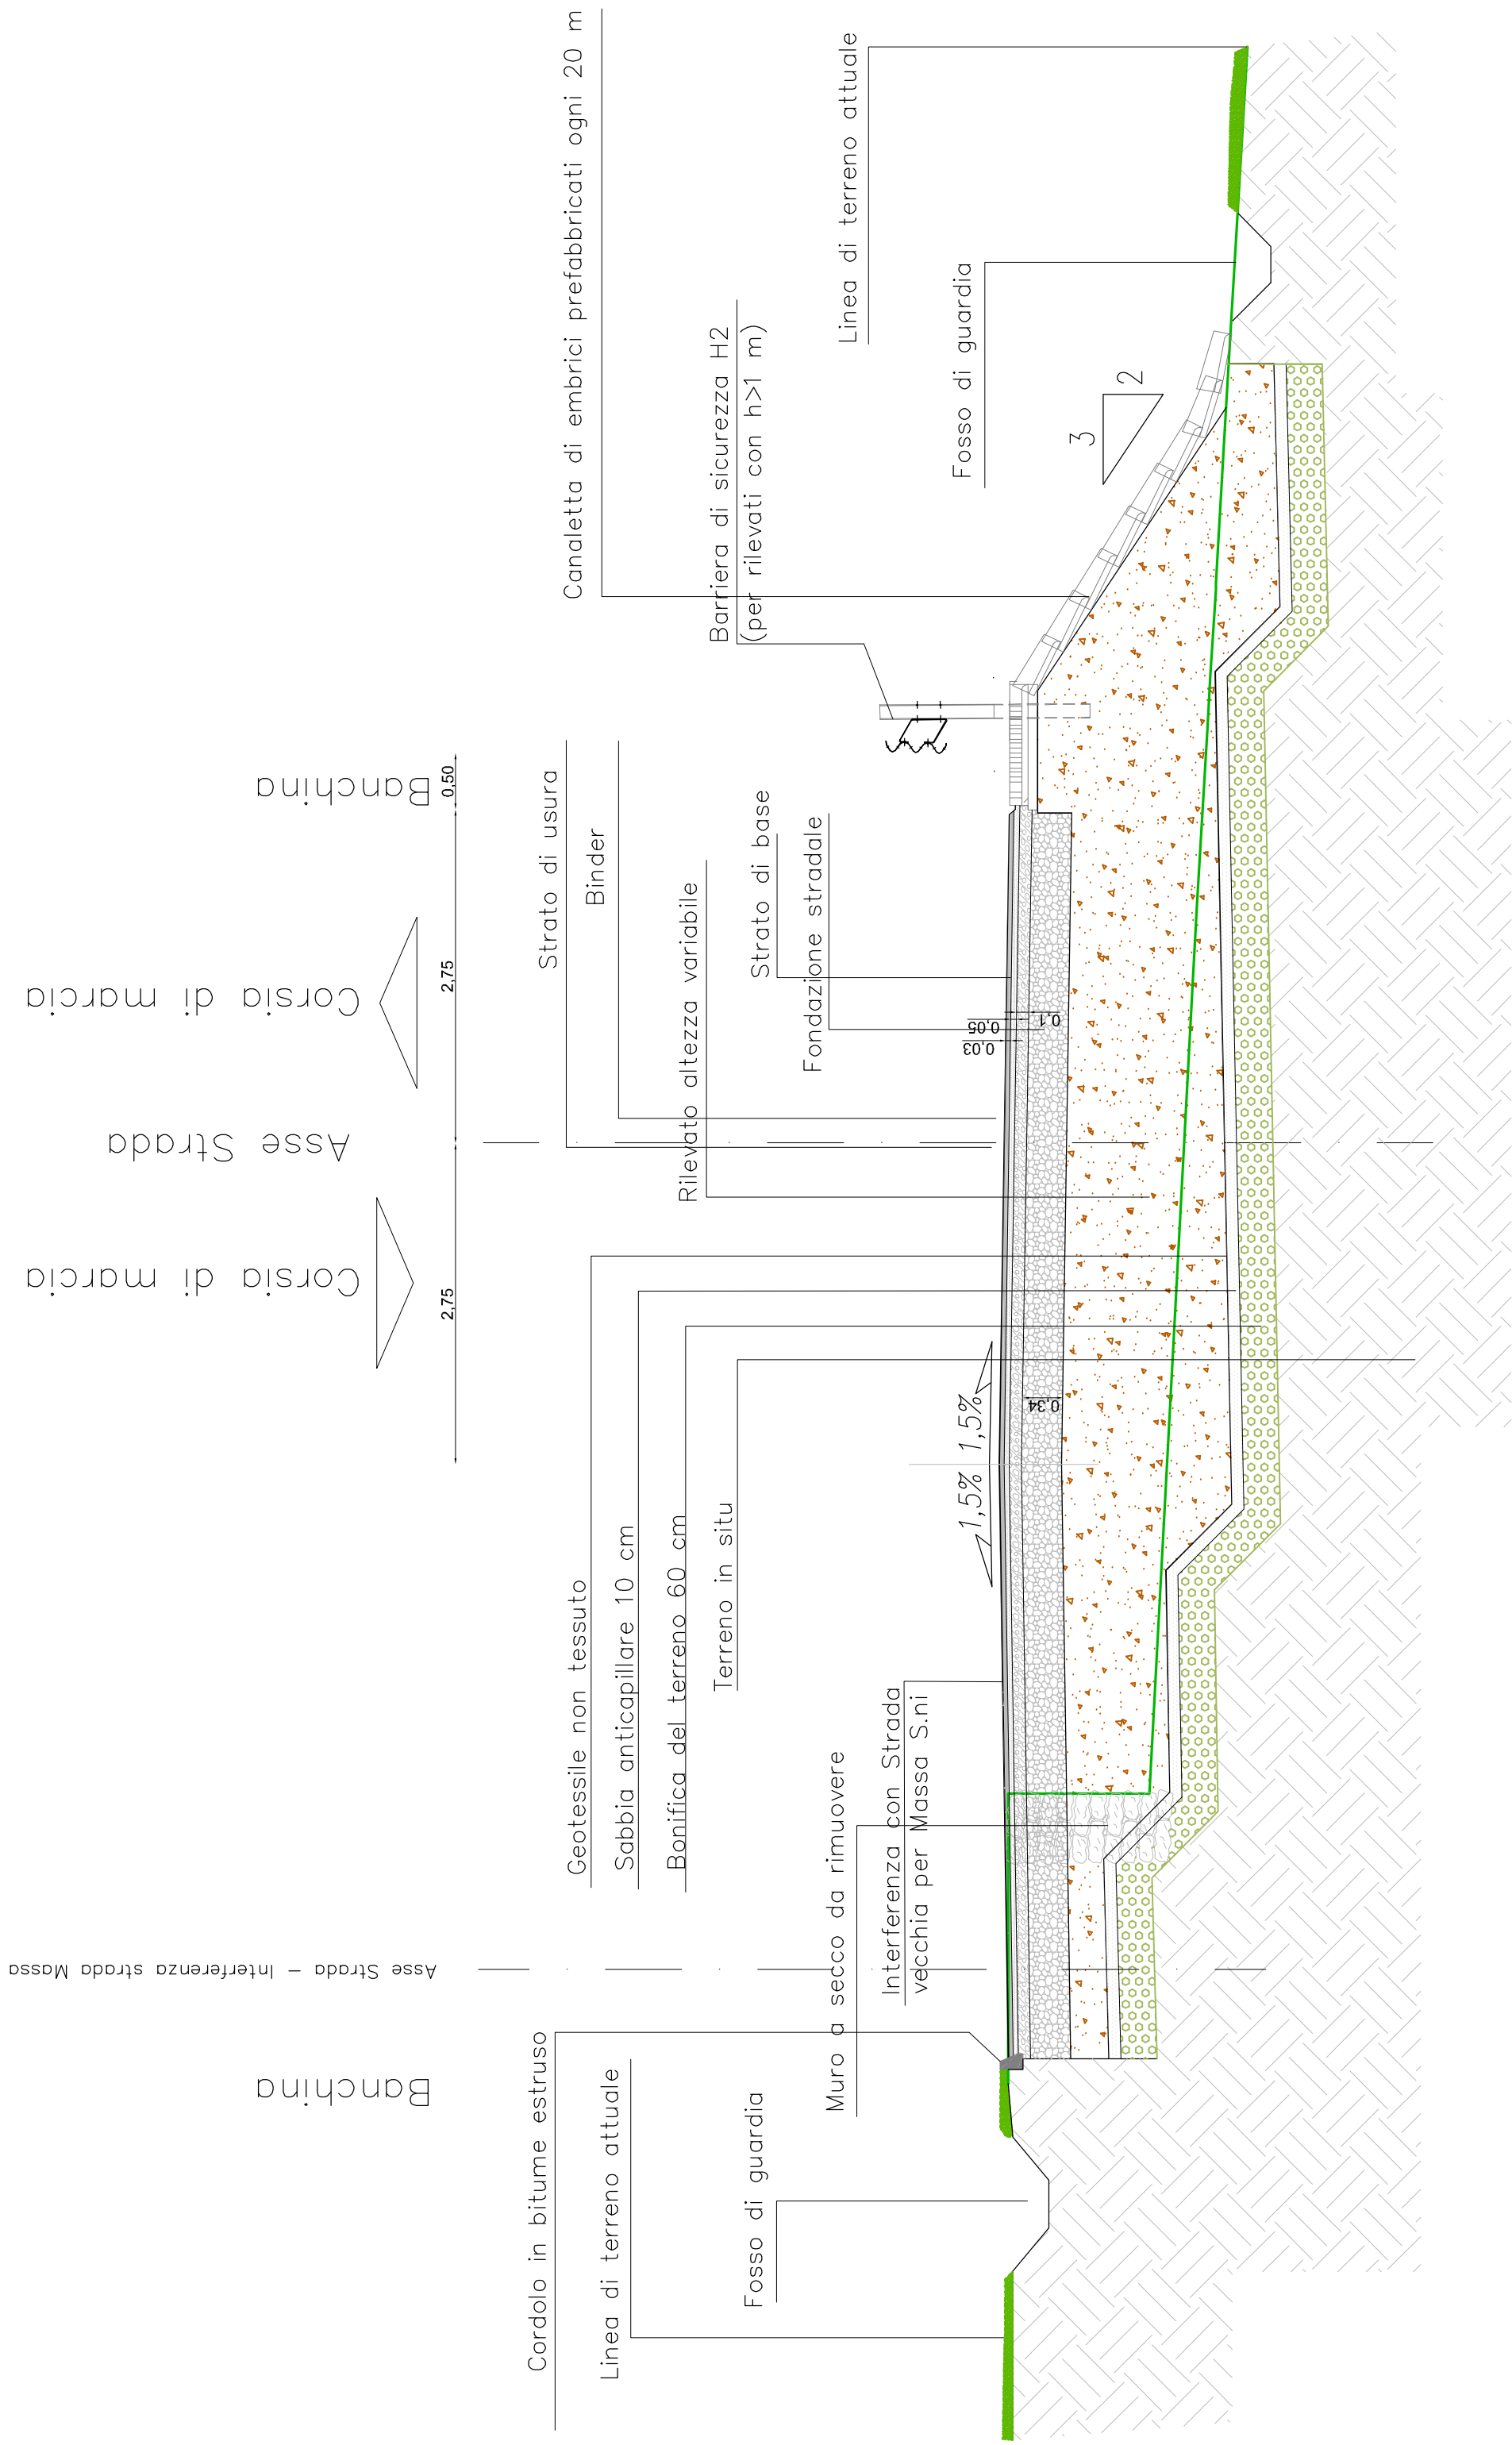 Canaletta di embrici prefabbricati ogni 20 m
Linea di terreno attuale
Fosso di guardia
Barriera di sicurezza H2
(per rilevati con h>1 m)
3
2
Banchina
0,50
Corsia di marcia
2,75
Asse Strada
Corsia di marcia
2,75
Strato di usura
Binder
Rilevato altezza variabile
Strato di base
Fondazione stradale
0,03
0,05
0,1
0,34
1,5%
1,5%
Geotessile non tessuto
Sabbia anticapillare 10 cm
Bonifica del terreno 60 cm
Terreno in situ
Interferenza con Strada
vecchia per Massa S.ni
Muro a secco da rimuovere
Asse Strada – Interferenza strada Massa
Banchina
Cordolo in bitume estruso
Linea di terreno attuale
Fosso di guardia